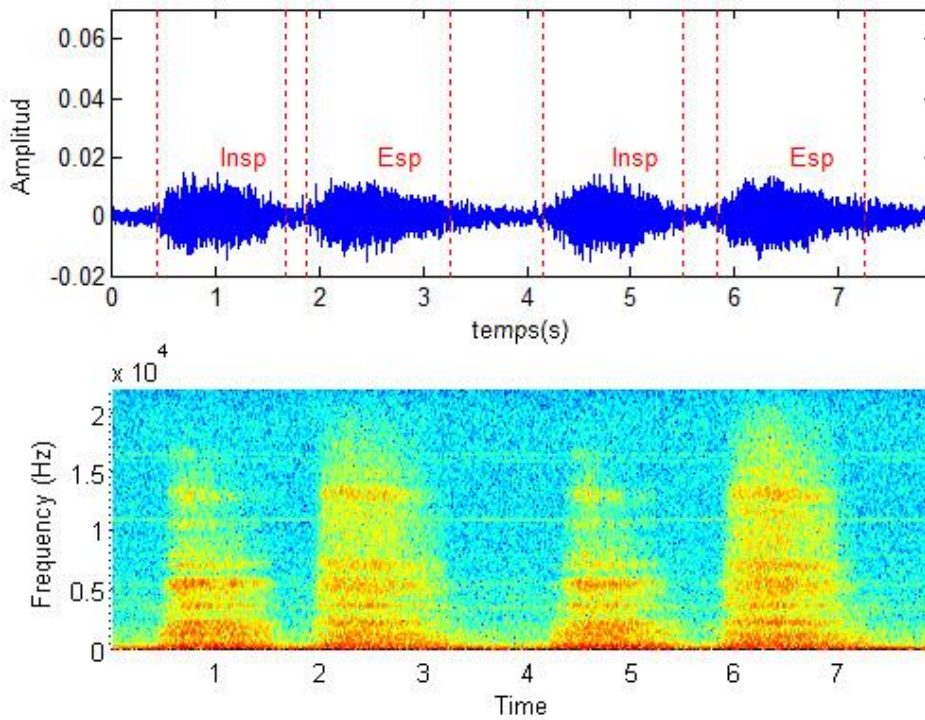 0.06
0.04
0.02
0
-0.02
Amplitud
Insp
Esp
Insp
Esp
0 1 2 3 4 5 6 7
temps(s)
x 10^4
2
1.5
1
0.5
0
Frequency (Hz)
1 2 3 4 5 6 7
Time